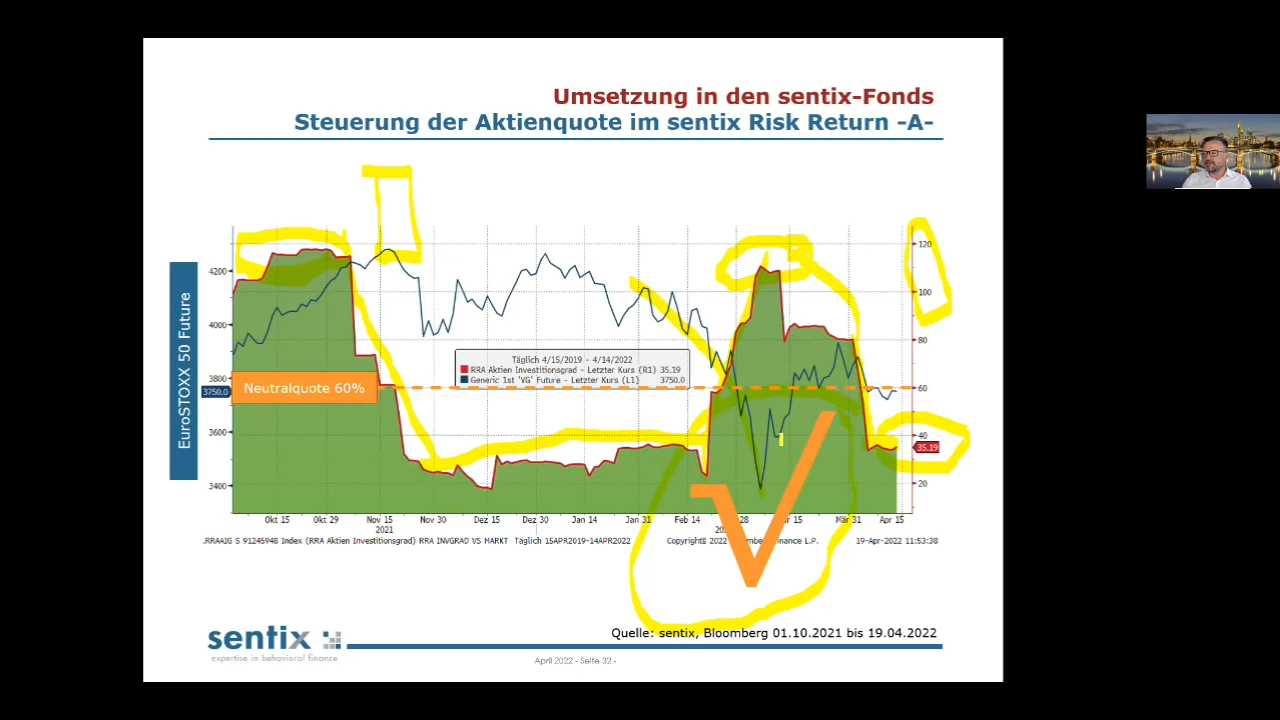 Umsetzung in den sentix-Fonds
Steuerung der Aktienquote im sentix Risk Return -A-
EuroSTOXX 50 Future
4200
4000
3800
3750.0
3600
3400
120
100
80
60
40
35.19
20
Neutralquote 60%
Täglich 4/15/2019 - 4/14/2022
RRA Aktien Investitionsgrad - Letzter Kurs (R1) 35.19
Generic 1st 'VG' Future - Letzter Kurs (L1) 3750.0
Okt 15 Okt 29 Nov 15 Nov 30 Dez 15 Dez 30 Jan 14 Jan 31 Feb 14 28 15 Mär 31 Apr 15
2021
.RRAAIG S 91245948 Index (RRA Aktien Investitionsgrad) RRA INVGRAD VS MARKT Täglich 15APR2019-14APR2022 Copyright© 2022 Finance L.P. 19-Apr-2022 11:53:38
Quelle: sentix, Bloomberg 01.10.2021 bis 19.04.2022
sentix
expertise in behavioral finance
April 2022 - Seite 32 -